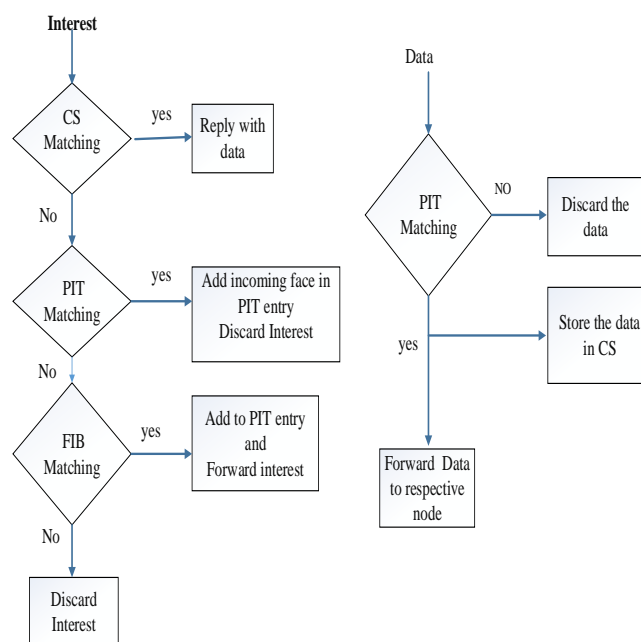 Interest
CS
Matching
yes
Reply with
data
No
PIT
Matching
yes
Add incoming face in
PIT entry
Discard Interest
No
FIB
Matching
yes
Add to PIT entry
and
Forward interest
No
Discard
Interest
Data
PIT
Matching
NO
Discard the
data
yes
Store the data
in CS
Forward Data
to respective
node